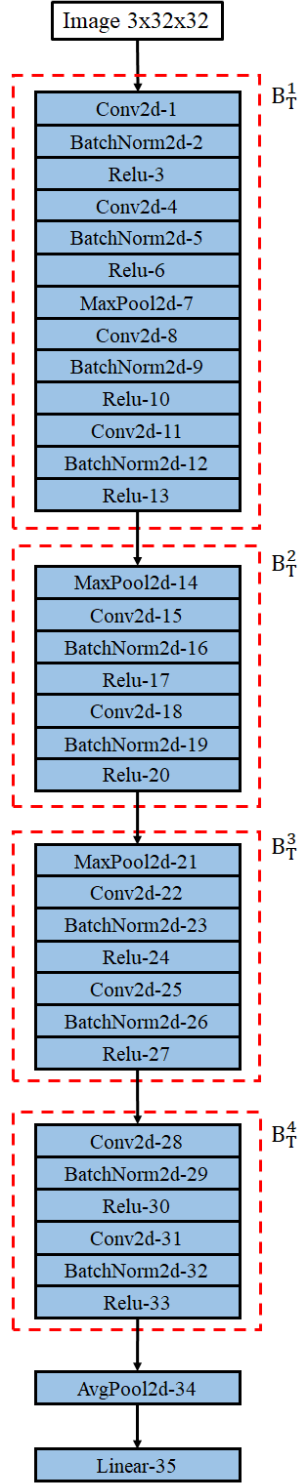 Image 3x32x32
B_T^1
Conv2d-1
BatchNorm2d-2
Relu-3
Conv2d-4
BatchNorm2d-5
Relu-6
MaxPool2d-7
Conv2d-8
BatchNorm2d-9
Relu-10
Conv2d-11
BatchNorm2d-12
Relu-13
B_T^2
MaxPool2d-14
Conv2d-15
BatchNorm2d-16
Relu-17
Conv2d-18
BatchNorm2d-19
Relu-20
B_T^3
MaxPool2d-21
Conv2d-22
BatchNorm2d-23
Relu-24
Conv2d-25
BatchNorm2d-26
Relu-27
B_T^4
Conv2d-28
BatchNorm2d-29
Relu-30
Conv2d-31
BatchNorm2d-32
Relu-33
AvgPool2d-34
Linear-35